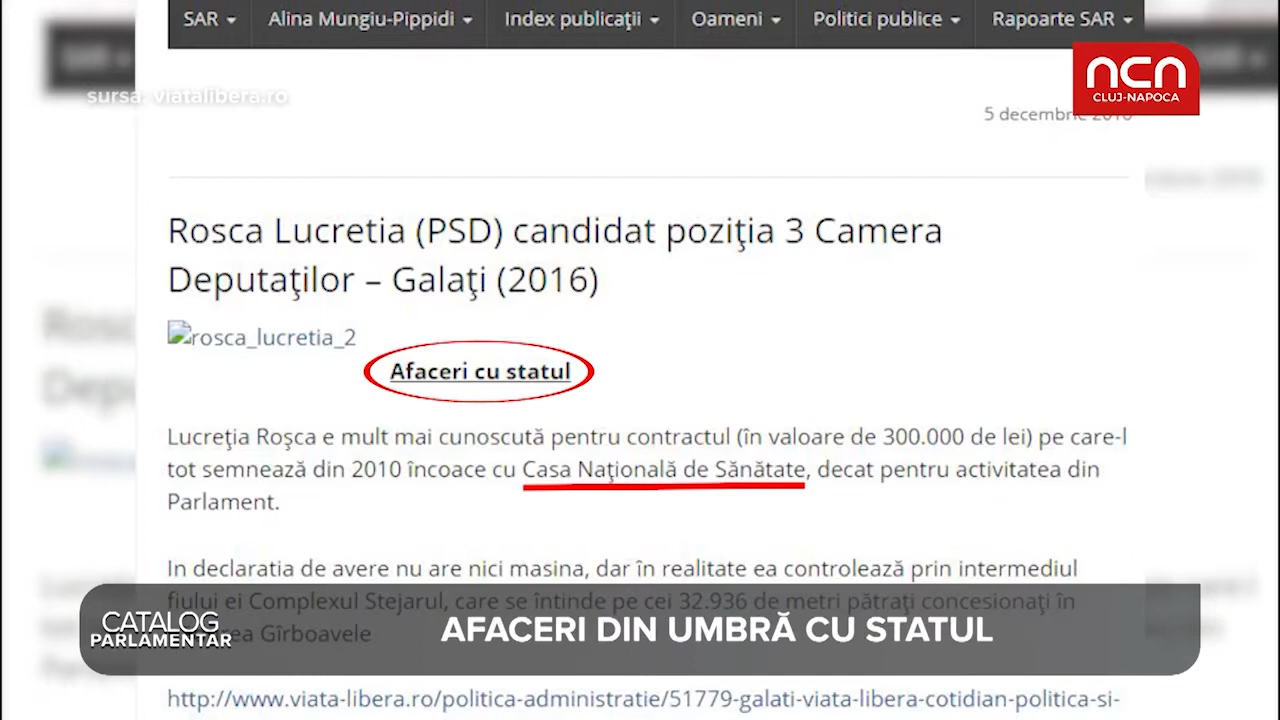 SAR Alina Mungiu-Pippidi Index publicații Oameni Politici publice Rapoarte SAR
ncn
CLUJ-NAPOCA
sursa: viatalibera.ro
5 decembrie 2016
Rosca Lucretia (PSD) candidat poziţia 3 Camera
Deputaţilor – Galaţi (2016)
rosca_lucretia_2
Afaceri cu statul
Lucreţia Roşca e mult mai cunoscută pentru contractul (în valoare de 300.000 de lei) pe care-l
tot semnează din 2010 încoace cu Casa Naţională de Sănătate, decat pentru activitatea din
Parlament.
In declaratia de avere nu are nici masina, dar în realitate ea controlează prin intermediul
fiului ei Complexul Stejarul, care se întinde pe cei 32.936 de metri pătraţi concesionaţi în
Gîrboavele
CATALOG
PARLAMENTAR
AFACERI DIN UMBRĂ CU STATUL
http://www.viata-libera.ro/politica-administratie/51779-galati-viata-libera-cotidian-politica-si-